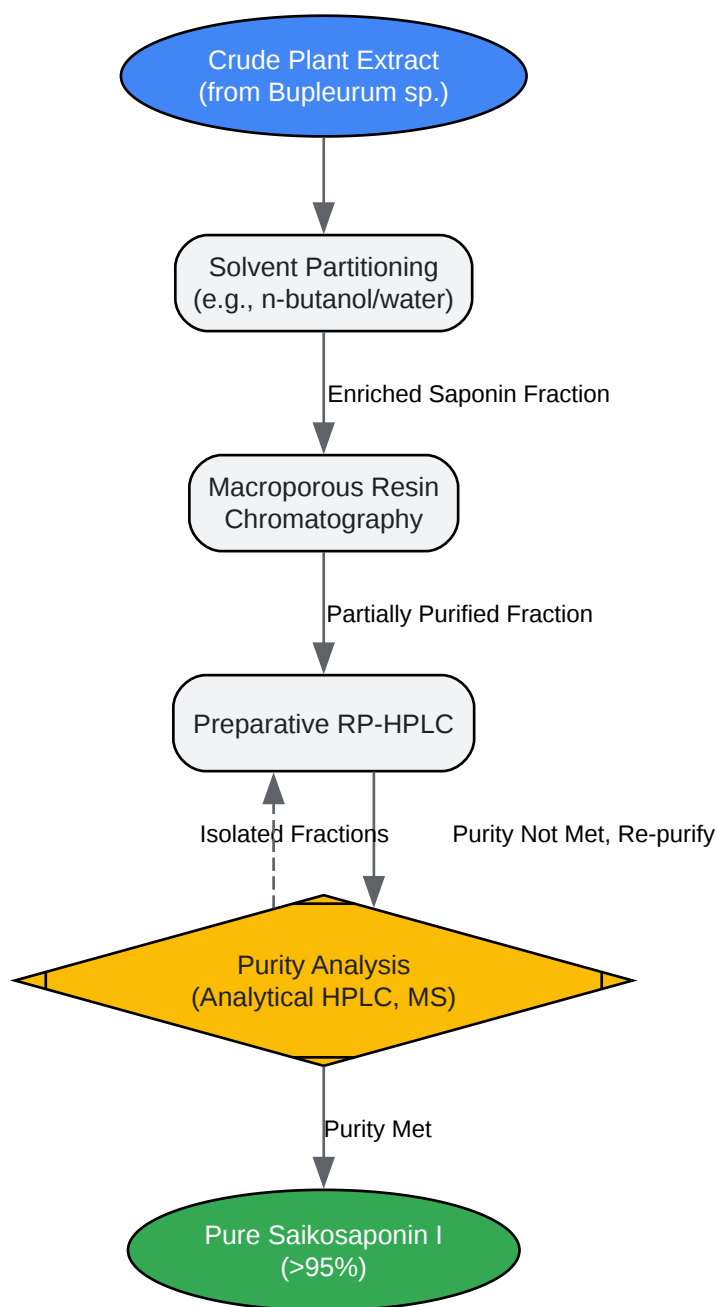 Crude Plant Extract
(from Bupleurum sp.)
Solvent Partitioning
(e.g., n-butanol/water)
Enriched Saponin Fraction
Macroporous Resin
Chromatography
Partially Purified Fraction
Preparative RP-HPLC
Isolated Fractions
Purity Not Met, Re-purify
Purity Analysis
(Analytical HPLC, MS)
Purity Met
Pure Saikosaponin I
(>95%)